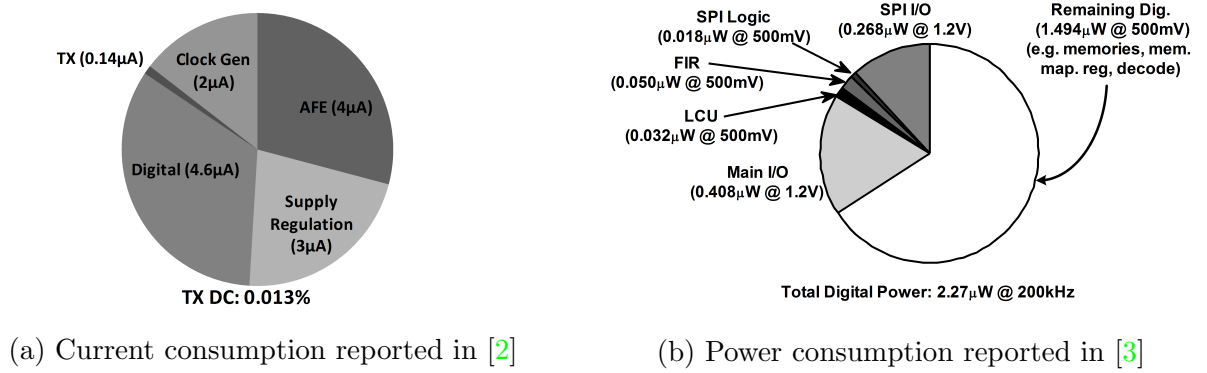 TX (0.14µA)
Clock Gen
(2µA)
AFE (4µA)
Digital (4.6µA)
Supply
Regulation
(3µA)
TX DC: 0.013%
(a) Current consumption reported in [2]
SPI Logic
(0.018µW @ 500mV)
SPI I/O
(0.268µW @ 1.2V)
Remaining Dig.
(1.494µW @ 500mV)
(e.g. memories, mem.
map. reg, decode)
FIR
(0.050µW @ 500mV)
LCU
(0.032µW @ 500mV)
Main I/O
(0.408µW @ 1.2V)
Total Digital Power: 2.27µW @ 200kHz
(b) Power consumption reported in [3]